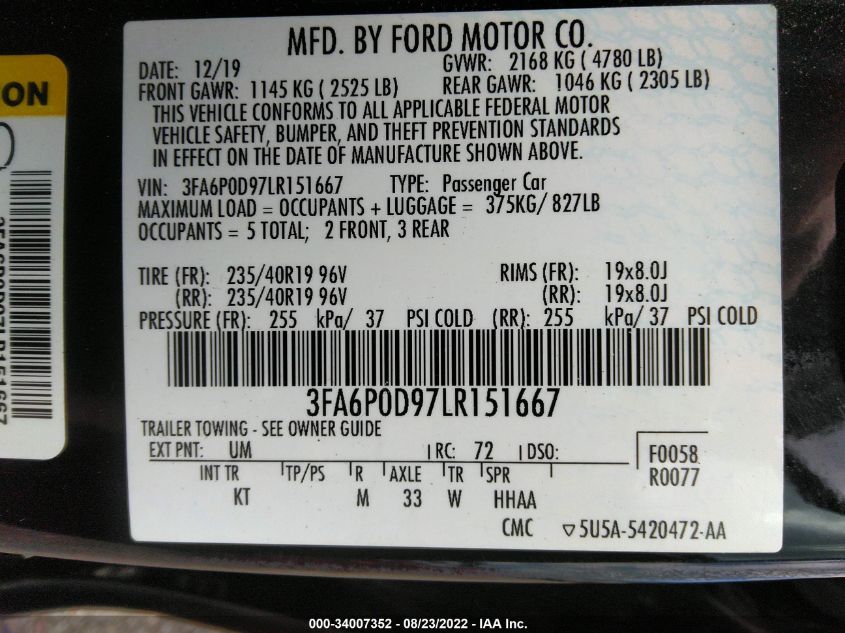 MFD. BY FORD MOTOR CO.
DATE: 12/19 GVWR: 2168 KG ( 4780 LB)
FRONT GAWR: 1145 KG ( 2525 LB) REAR GAWR: 1046 KG ( 2305 LB)
THIS VEHICLE CONFORMS TO ALL APPLICABLE FEDERAL MOTOR
VEHICLE SAFETY, BUMPER, AND THEFT PREVENTION STANDARDS
IN EFFECT ON THE DATE OF MANUFACTURE SHOWN ABOVE.
VIN: 3FA6P0D97LR151667 TYPE: Passenger Car
MAXIMUM LOAD = OCCUPANTS + LUGGAGE = 375KG/ 827LB
OCCUPANTS = 5 TOTAL; 2 FRONT, 3 REAR
TIRE (FR): 235/40R19 96V RIMS (FR): 19x8.0J
(RR): 235/40R19 96V (RR): 19x8.0J
PRESSURE (FR): 255 kPa/ 37 PSI COLD (RR): 255 kPa/ 37 PSI COLD
3FA6P0D97LR151667
TRAILER TOWING - SEE OWNER GUIDE
EXT PNT: UM RC: 72 DSO: F0058
INT TR TP/PS R AXLE TR SPR R0077
KT M 33 W HHAA
CMC ▽5U5A-5420472-AA
ON
3FA6P0D97LR151667
000-34007352 - 08/23/2022 - IAA Inc.